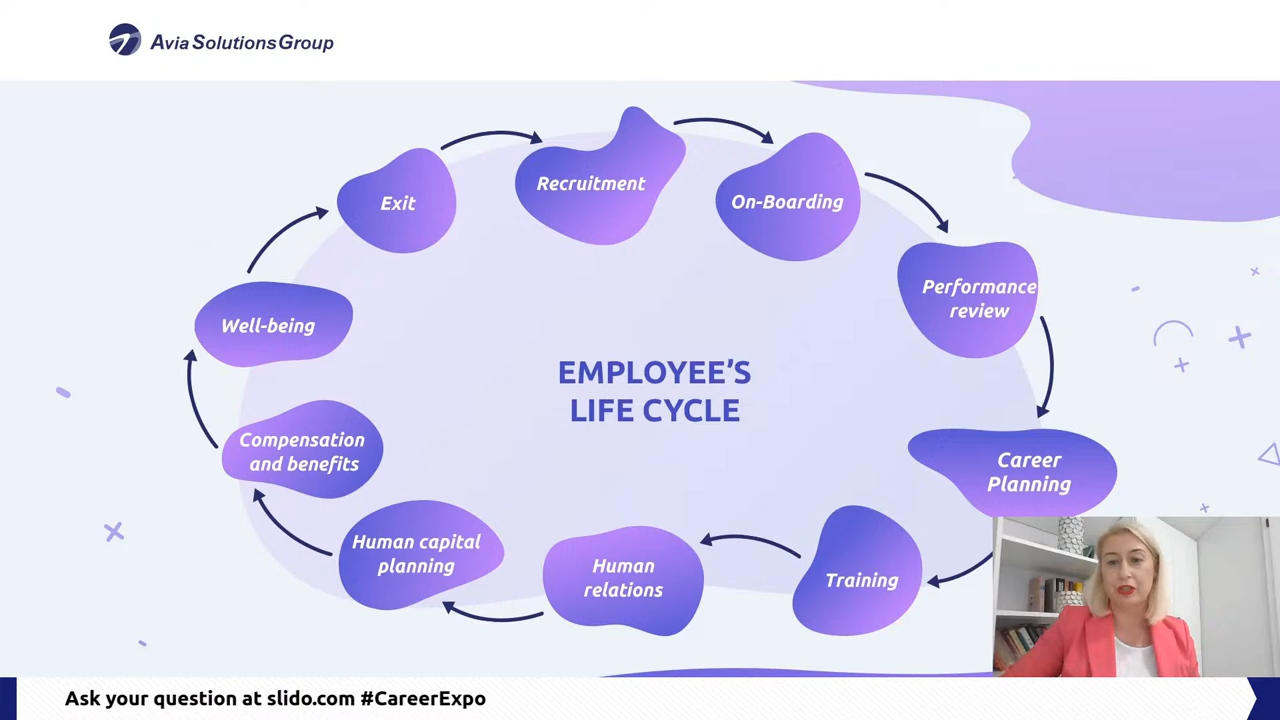 Avia Solutions Group
Recruitment
Exit
On-Boarding
Performance
review
Well-being
EMPLOYEE'S
LIFE CYCLE
Compensation
and benefits
Career
Planning
Human capital
planning
Human
relations
Training
Ask your question at slido.com #CareerExpo